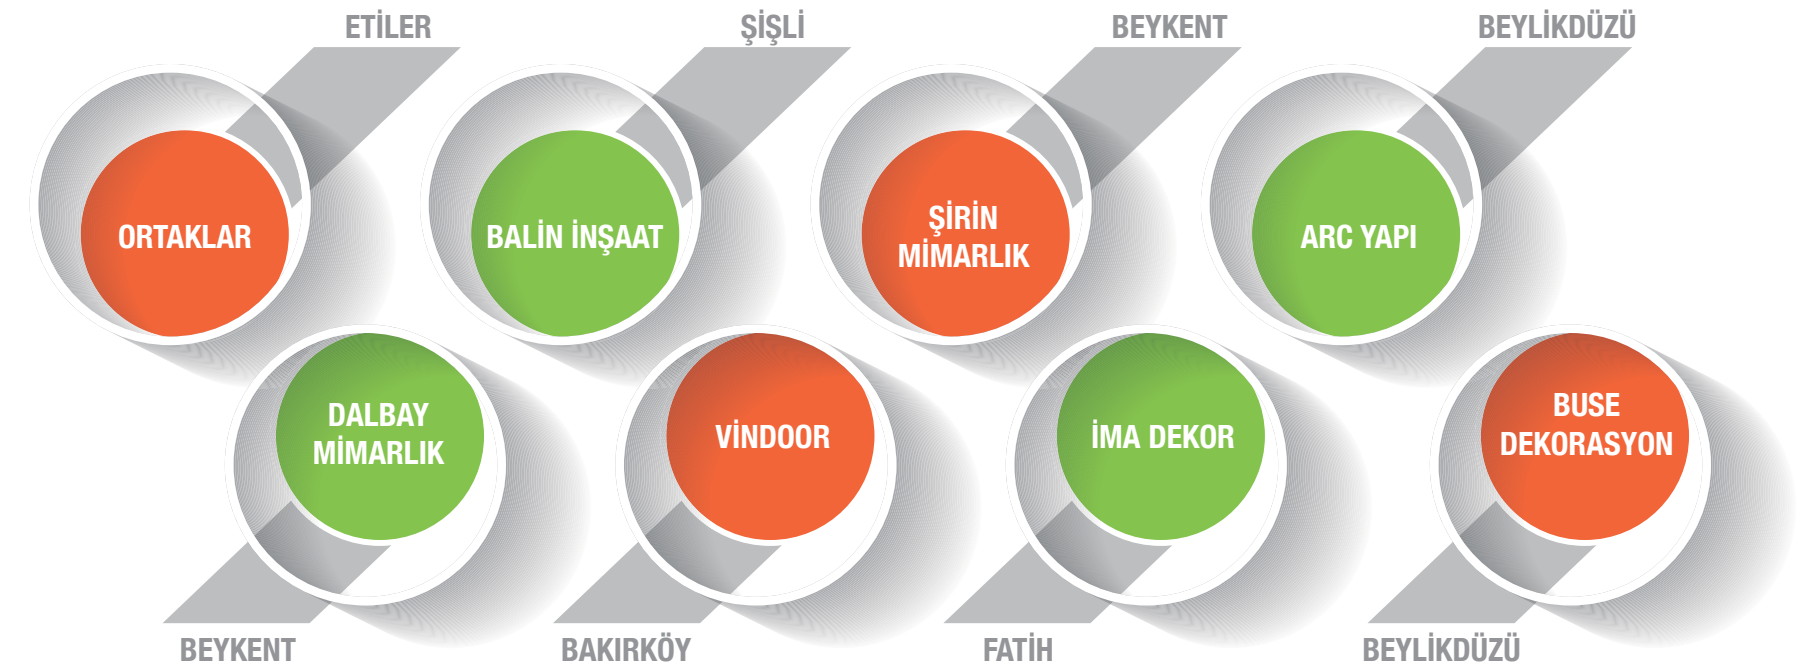 ETİLER
ŞİŞLİ
BEYKENT
BEYLİKDÜZÜ
ORTAKLAR
BALİN İNŞAAT
ŞİRİN
MİMARLIK
ARC YAPI
DALBAY
MİMARLIK
VİNDOOR
İMA DEKOR
BUSE
DEKORASYON
BEYKENT
BAKIRKÖY
FATİH
BEYLİKDÜZÜ